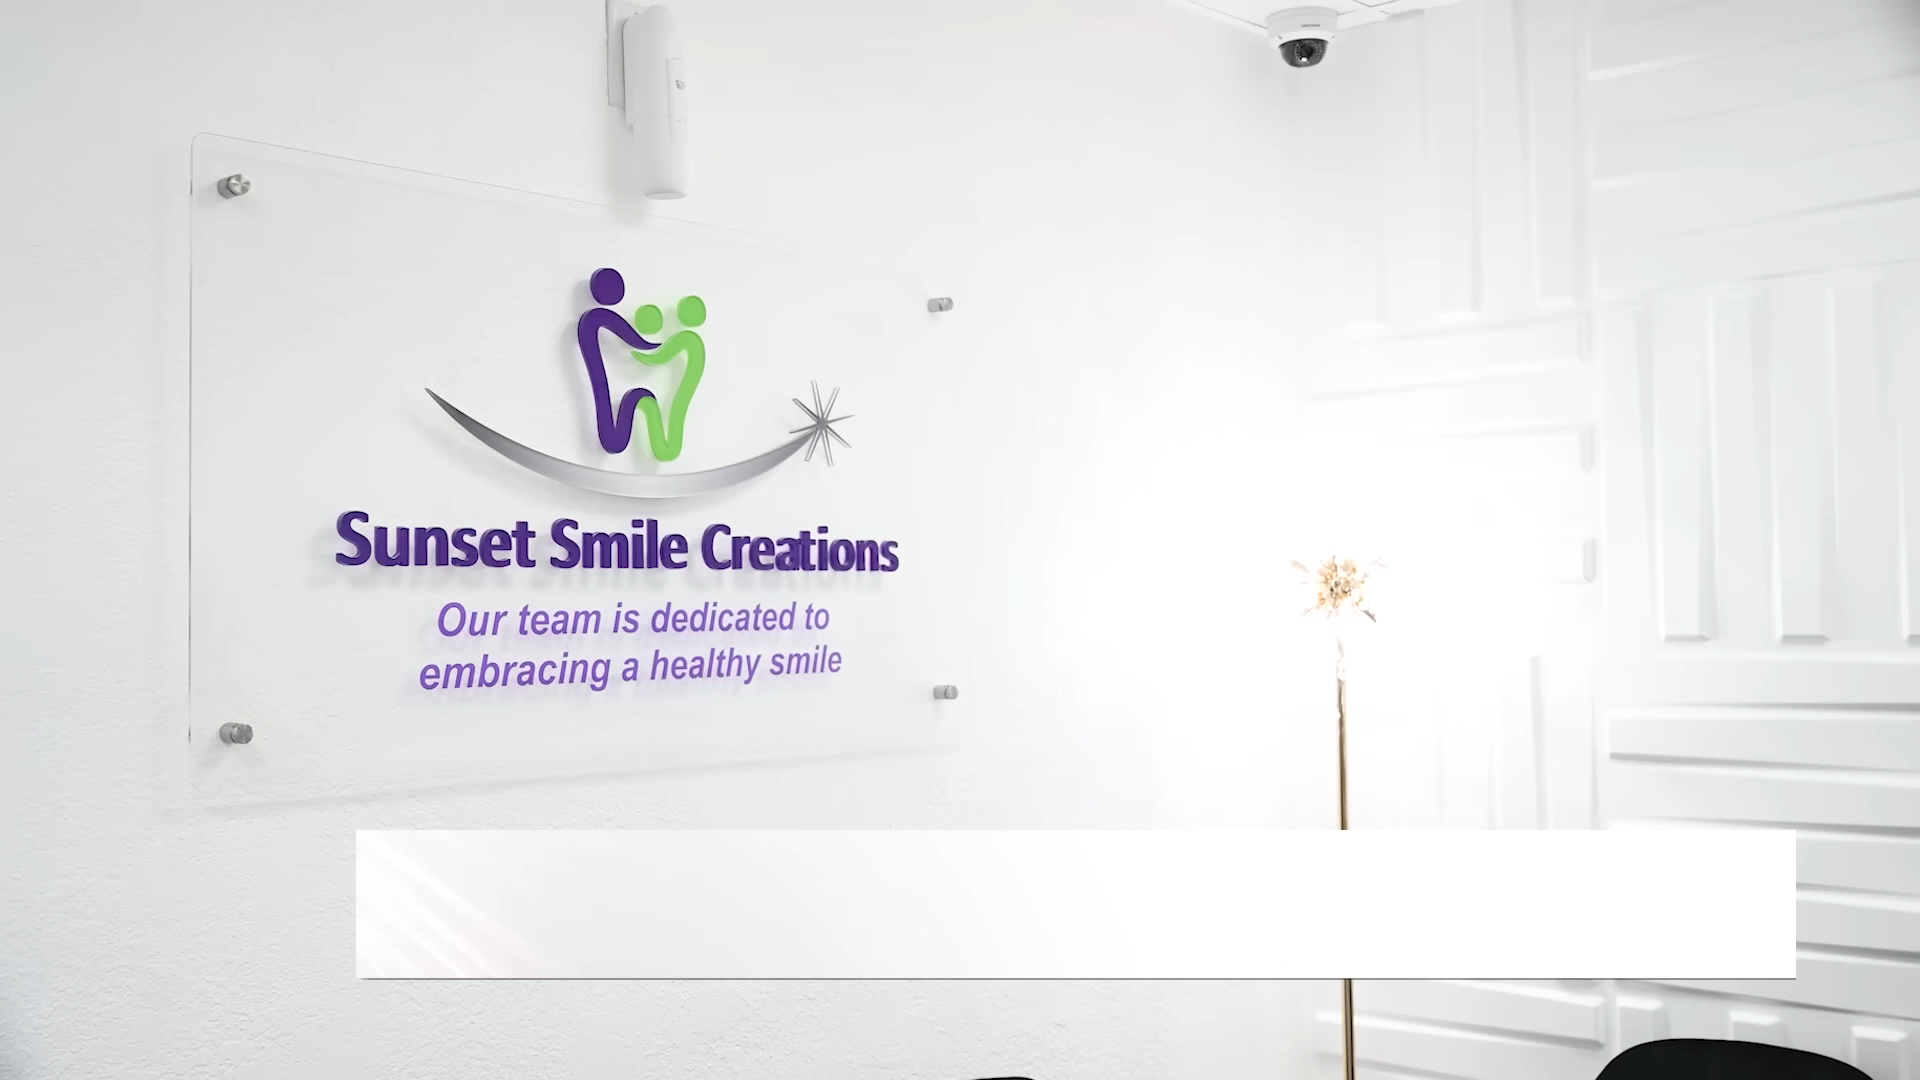 Sunset Smile Creations
Our team is dedicated to
embracing a healthy smile